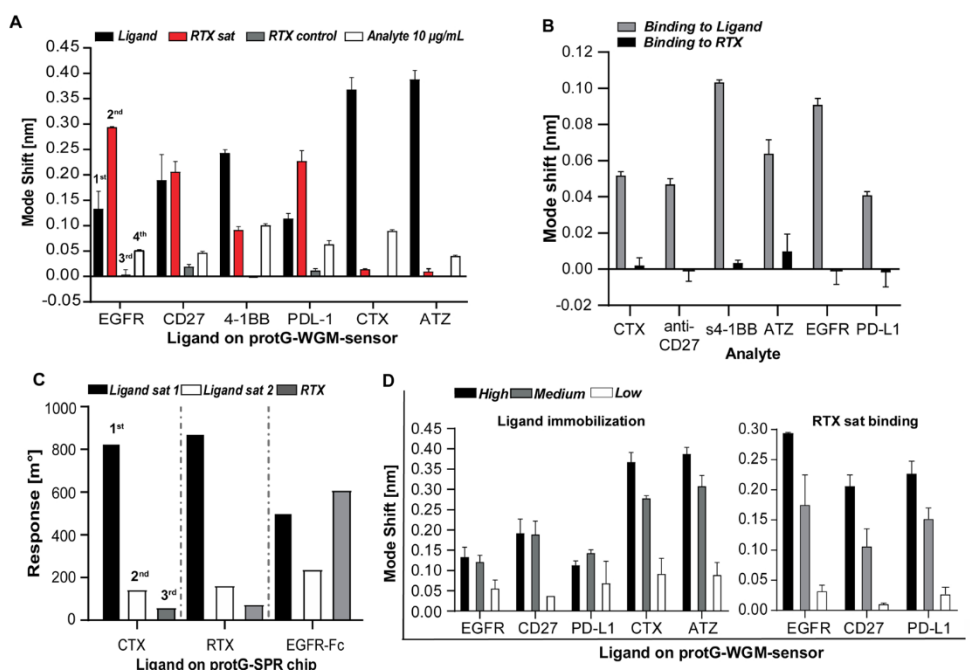 A
Ligand RTX sat RTX control Analyte 10 µg/mL
Mode Shift [nm]
0.45
0.40
0.35
0.30
0.25
0.20
0.15
0.10
0.05
0.00
-0.05
1st
2nd
3rd
4th
EGFR CD27 4-1BB PDL-1 CTX ATZ
Ligand on protG-WGM-sensor
B
Binding to Ligand
Binding to RTX
Mode shift [nm]
0.12
0.10
0.08
0.06
0.04
0.02
0.00
-0.02
CTX anti-CD27 s4-1BB ATZ EGFR PD-L1
Analyte
C
Ligand sat 1 Ligand sat 2 RTX
Response [m°]
1000
800
600
400
200
0
1st
2nd
3rd
CTX RTX EGFR-Fc
Ligand on protG-SPR chip
D
High Medium Low
Ligand immobilization
Mode Shift [nm]
0.45
0.40
0.35
0.30
0.25
0.20
0.15
0.10
0.05
0.00
EGFR CD27 PD-L1 CTX ATZ
RTX sat binding
0.30
0.25
0.20
0.15
0.10
0.05
0.00
EGFR CD27 PD-L1
Ligand on protG-WGM-sensor